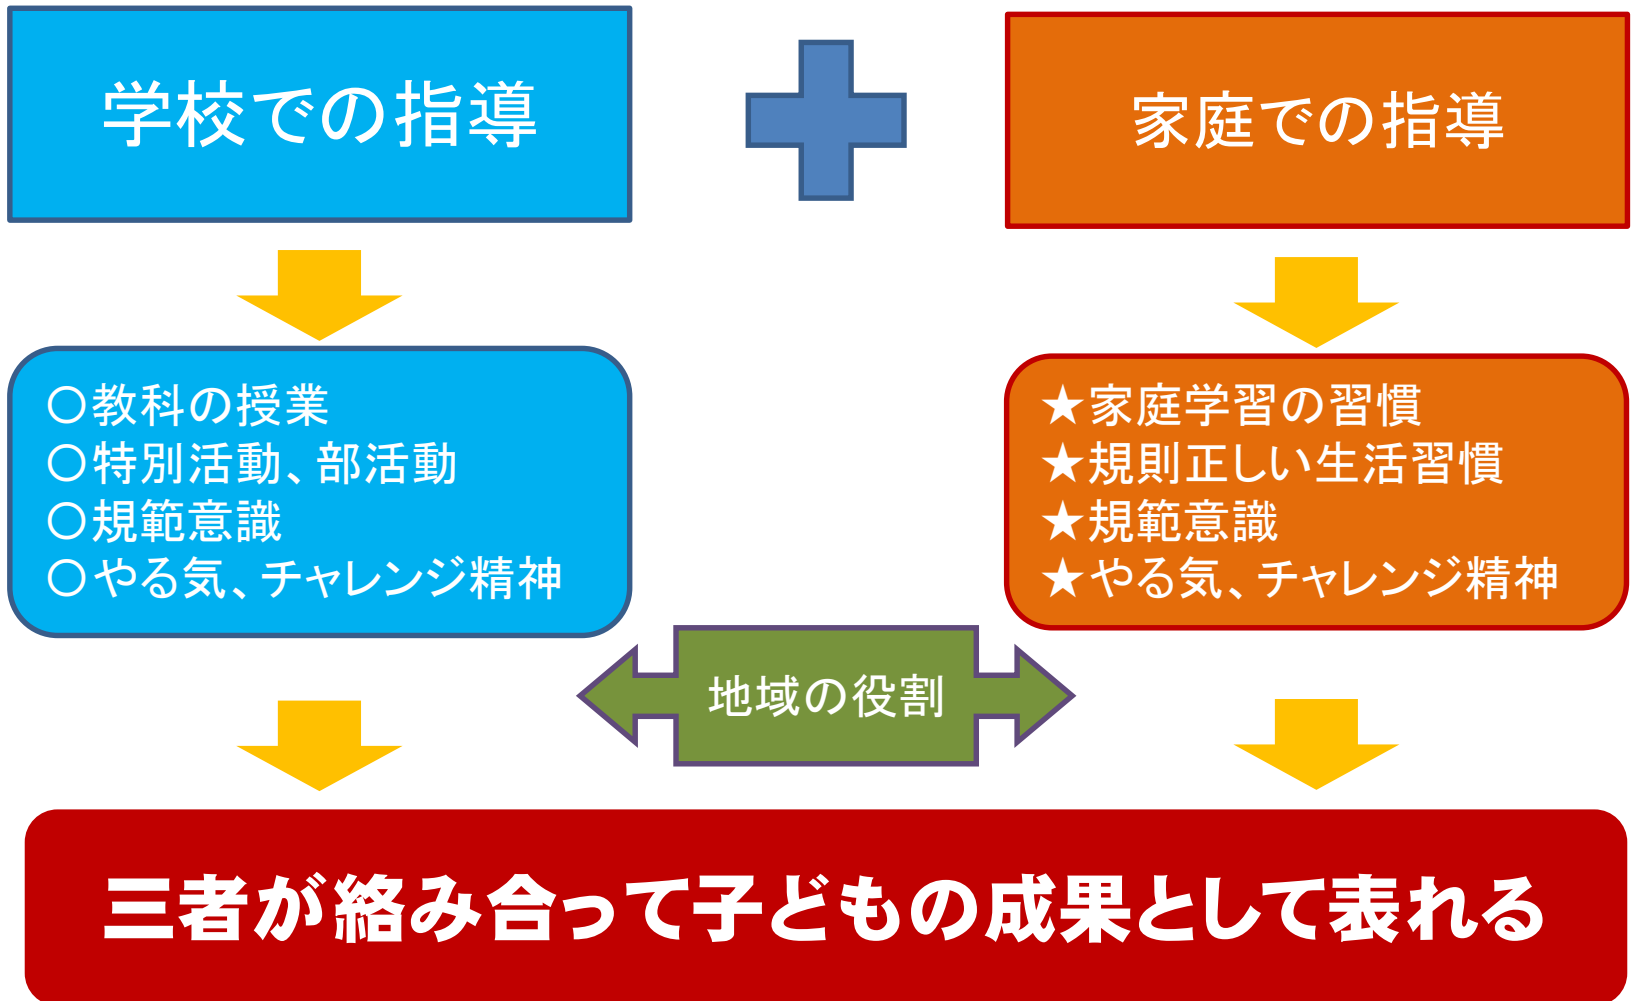 学校での指導
家庭での指導
○教科の授業
○特別活動、部活動
○規範意識
○やる気、チャレンジ精神
★家庭学習の習慣
★規則正しい生活習慣
★規範意識
★やる気、チャレンジ精神
地域の役割
三者が絡み合って子どもの成果として表れる